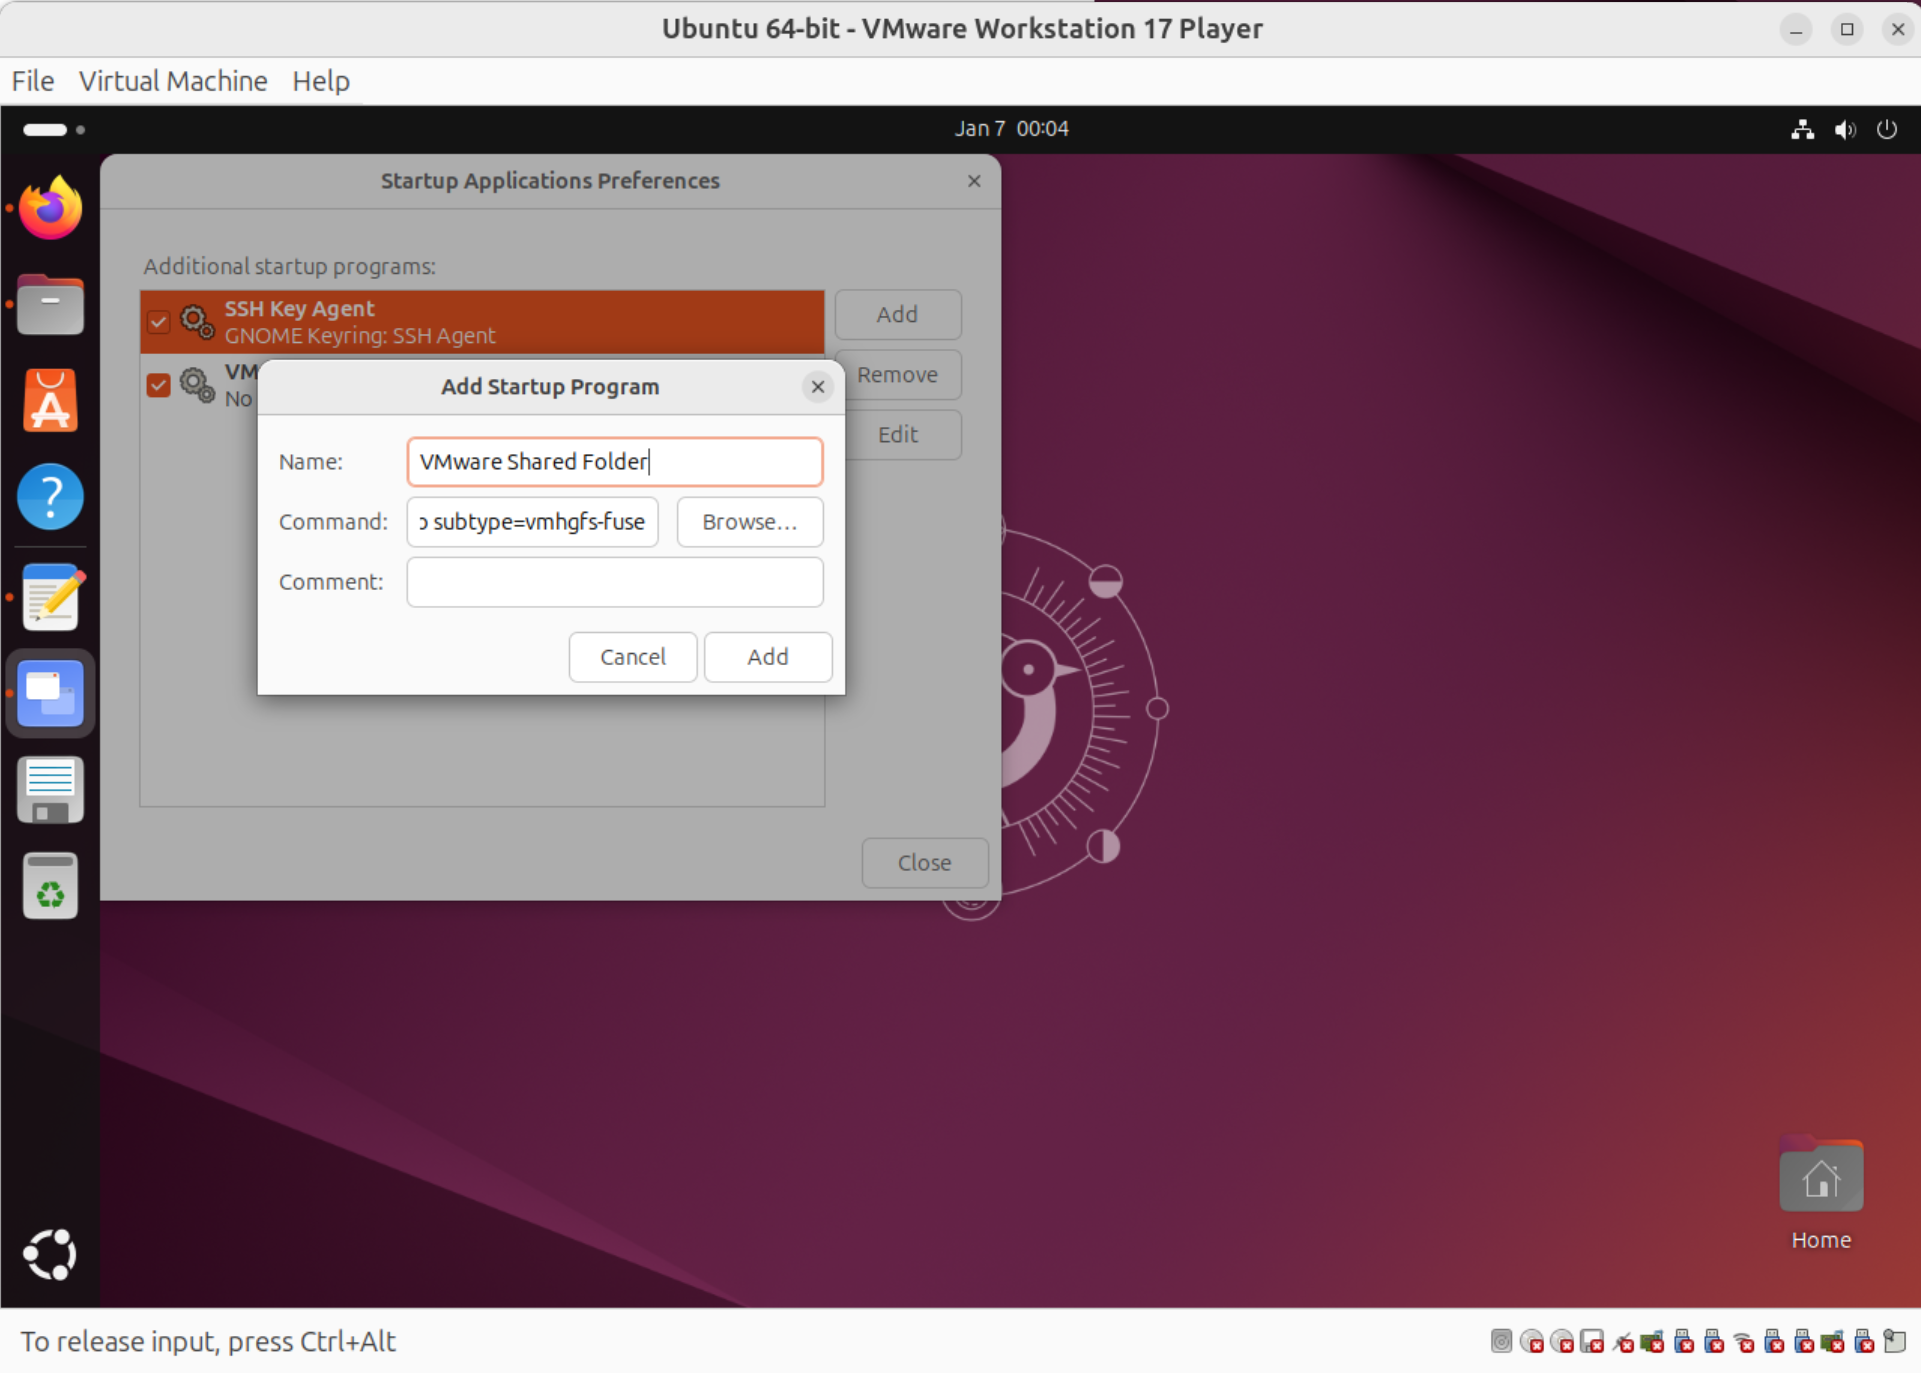 Ubuntu 64-bit - VMware Workstation 17 Player
File Virtual Machine Help
Jan 7 00:04
Startup Applications Preferences
Additional startup programs:
SSH Key Agent
GNOME Keyring: SSH Agent
Add
VM
No
Remove
Edit
Add Startup Program
Name: VMware Shared Folder
Command: o subtype=vmhgfs-fuse Browse...
Comment:
Cancel Add
Close
Home
To release input, press Ctrl+Alt